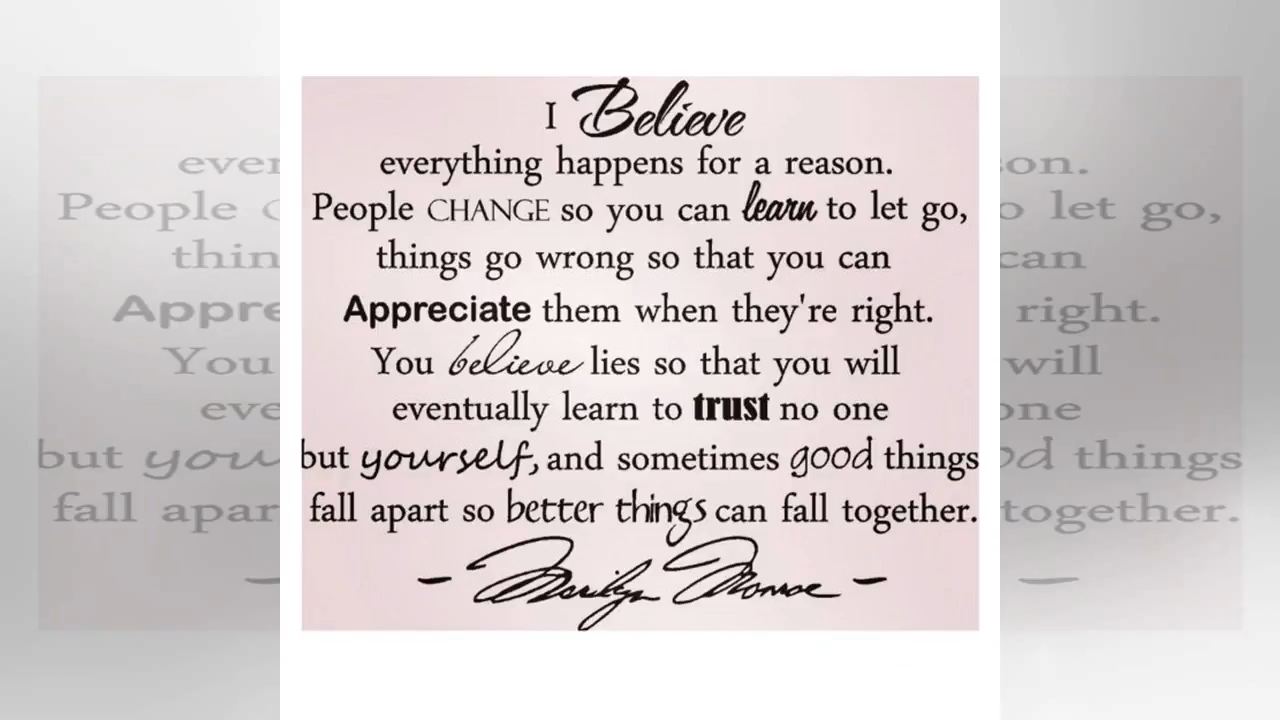 I Believe
everything happens for a reason.
People CHANGE so you can learn to let go,
things go wrong so that you can
Appreciate them when they're right.
You believe lies so that you will
eventually learn to trust no one
but yourself, and sometimes good things
fall apart so better things can fall together.
- Marilyn Monroe -